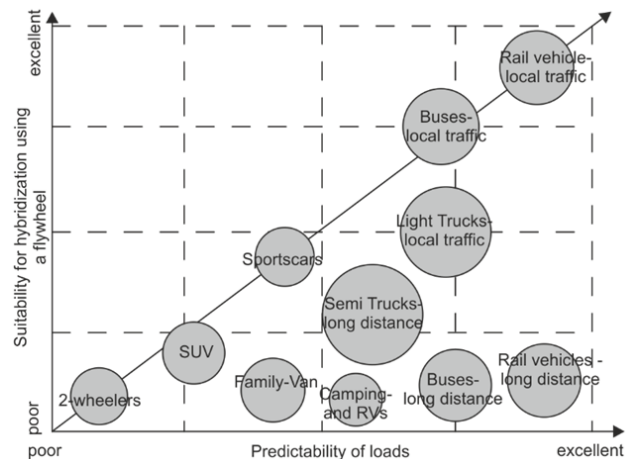 excellent
Suitability for hybridization using
a flywheel
poor
Rail vehicle-
local traffic
Buses-
local traffic
Light Trucks-
local traffic
Sportscars
Semi Trucks-
long distance
SUV
2-wheelers
Family-Van
Camping-
and RVs
Buses-
long distance
Rail vehicles -
long distance
poor
Predictability of loads
excellent